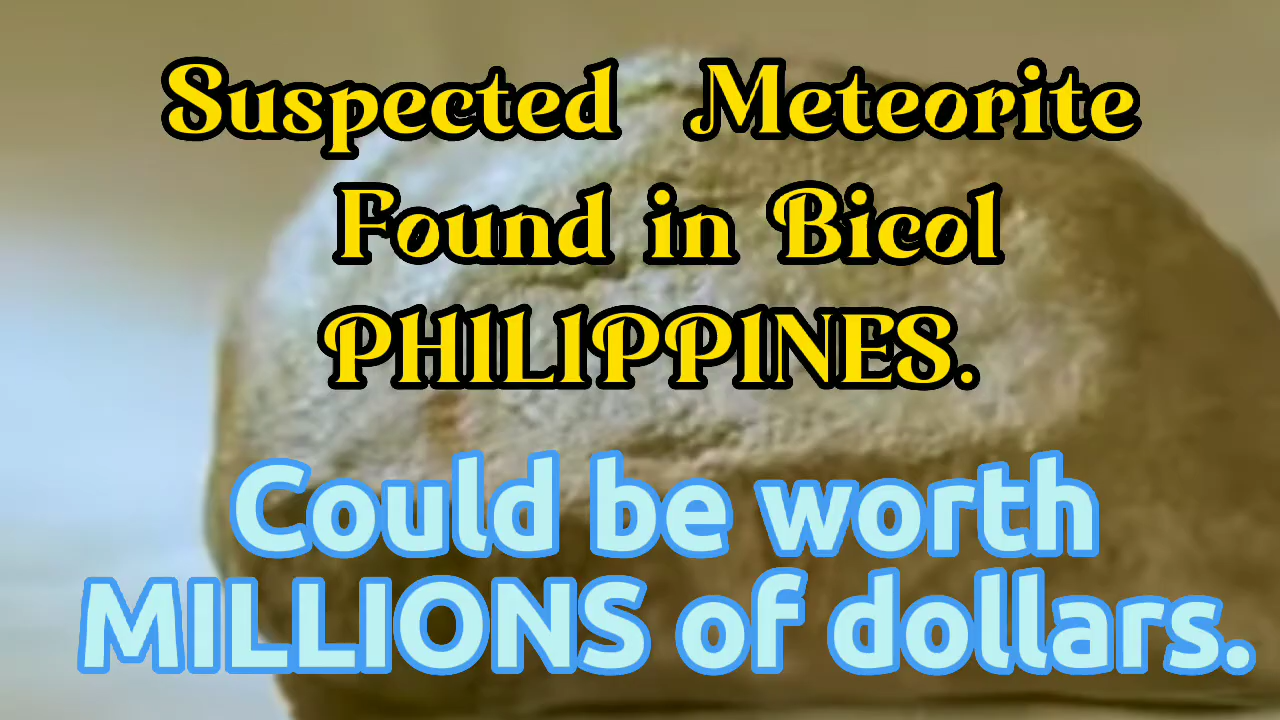 Suspected Meteorite
Found in Bicol
PHILIPPINES.
Could be worth
MILLIONS of dollars.